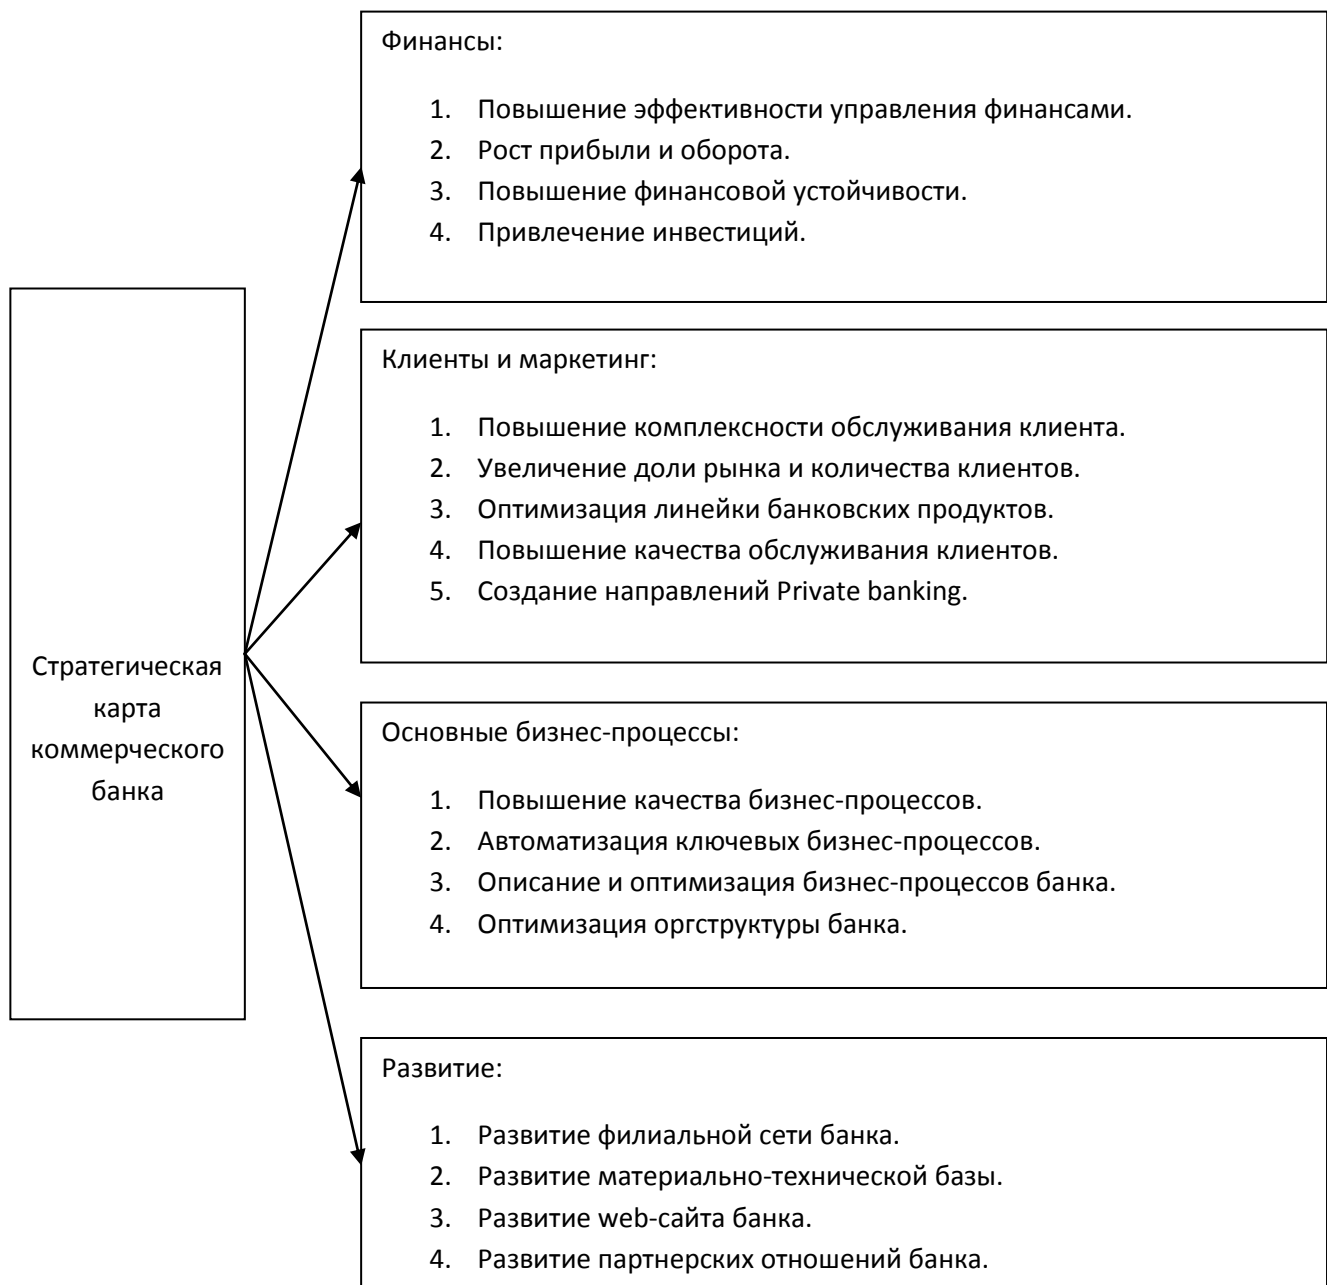 Финансы:
1. Повышение эффективности управления финансами.
2. Рост прибыли и оборота.
3. Повышение финансовой устойчивости.
4. Привлечение инвестиций.
Клиенты и маркетинг:
1. Повышение комплексности обслуживания клиента.
2. Увеличение доли рынка и количества клиентов.
3. Оптимизация линейки банковских продуктов.
4. Повышение качества обслуживания клиентов.
5. Создание направлений Private banking.
Стратегическая
карта
коммерческого
банка
Основные бизнес-процессы:
1. Повышение качества бизнес-процессов.
2. Автоматизация ключевых бизнес-процессов.
3. Описание и оптимизация бизнес-процессов банка.
4. Оптимизация оргструктуры банка.
Развитие:
1. Развитие филиальной сети банка.
2. Развитие материально-технической базы.
3. Развитие web-сайта банка.
4. Развитие партнерских отношений банка.